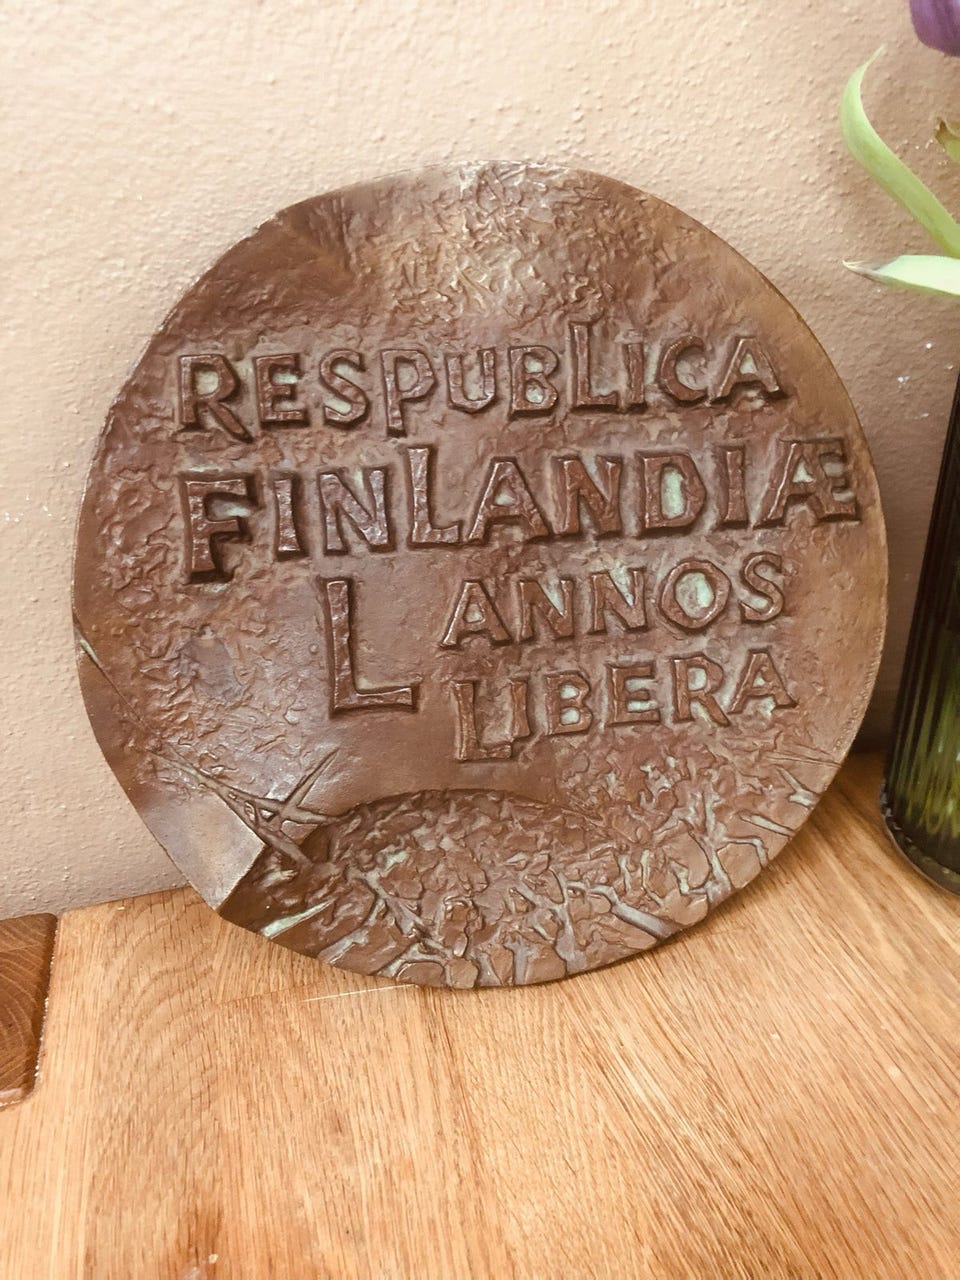 RESPUBLICA
FINLANDIÆ
L ANNOS
LIBERA